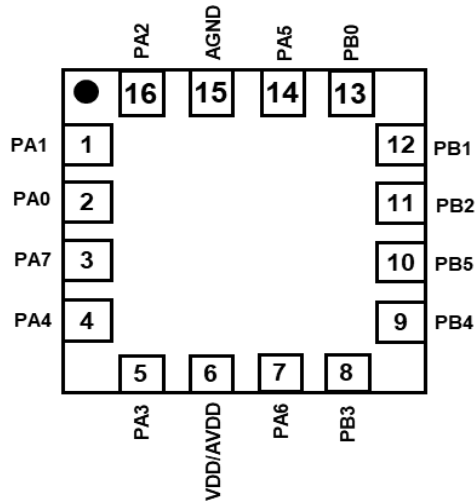 PA2 AGND PA5 PB0
16 15 14 13
PA1 1 12 PB1
PA0 2 11 PB2
PA7 3 10 PB5
PA4 4 9 PB4
5 6 7 8
PA3 VDD/AVDD PA6 PB3